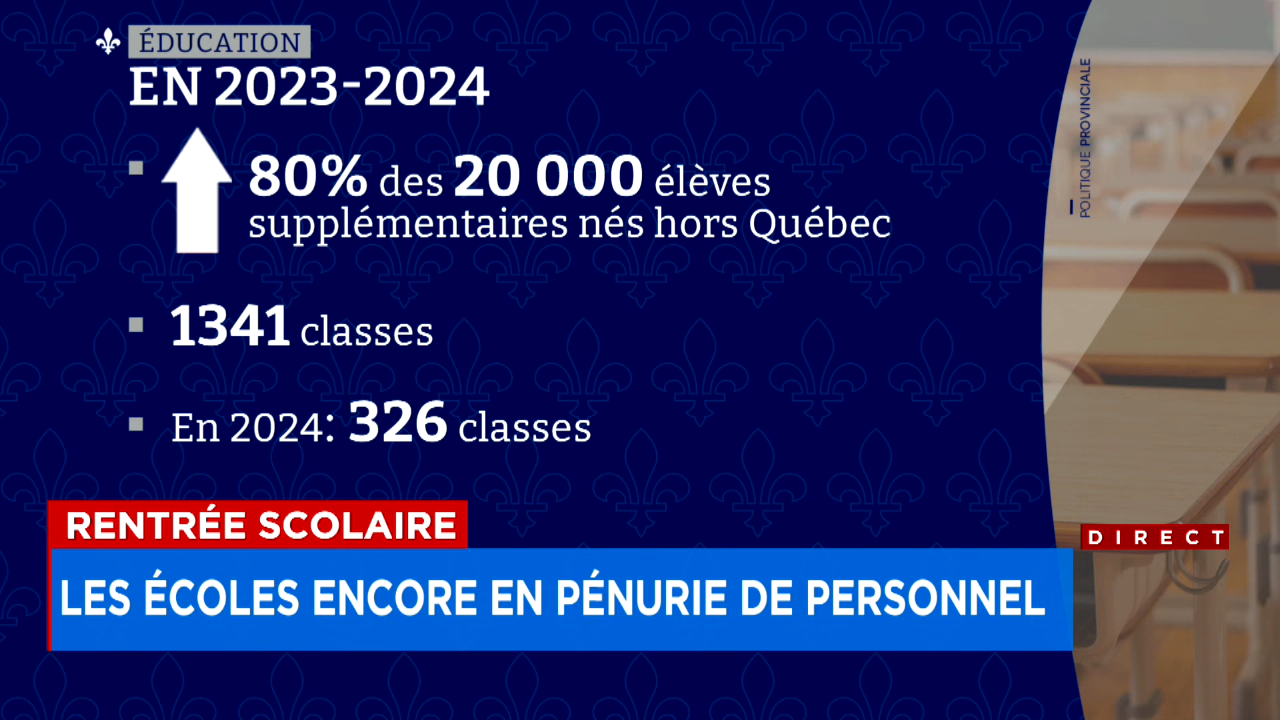 ÉDUCATION
EN 2023-2024
80% des 20 000 élèves
supplémentaires nés hors Québec
1341 classes
En 2024: 326 classes
POLITIQUE PROVINCIALE
RENTRÉE SCOLAIRE
DIRECT
LES ÉCOLES ENCORE EN PÉNURIE DE PERSONNEL